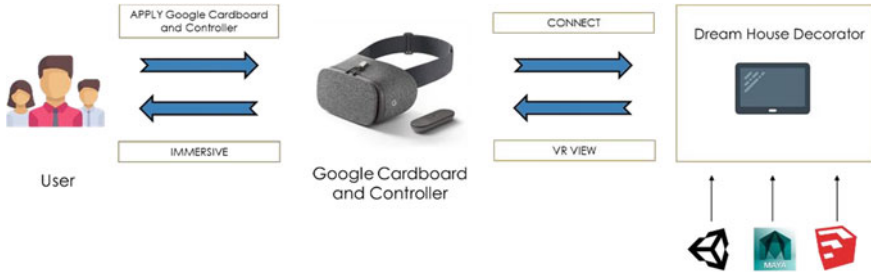 APPLY Google Cardboard
and Controller
CONNECT
Dream House Decorator
IMMERSIVE
VR VIEW
User
Google Cardboard
and Controller
MAYA